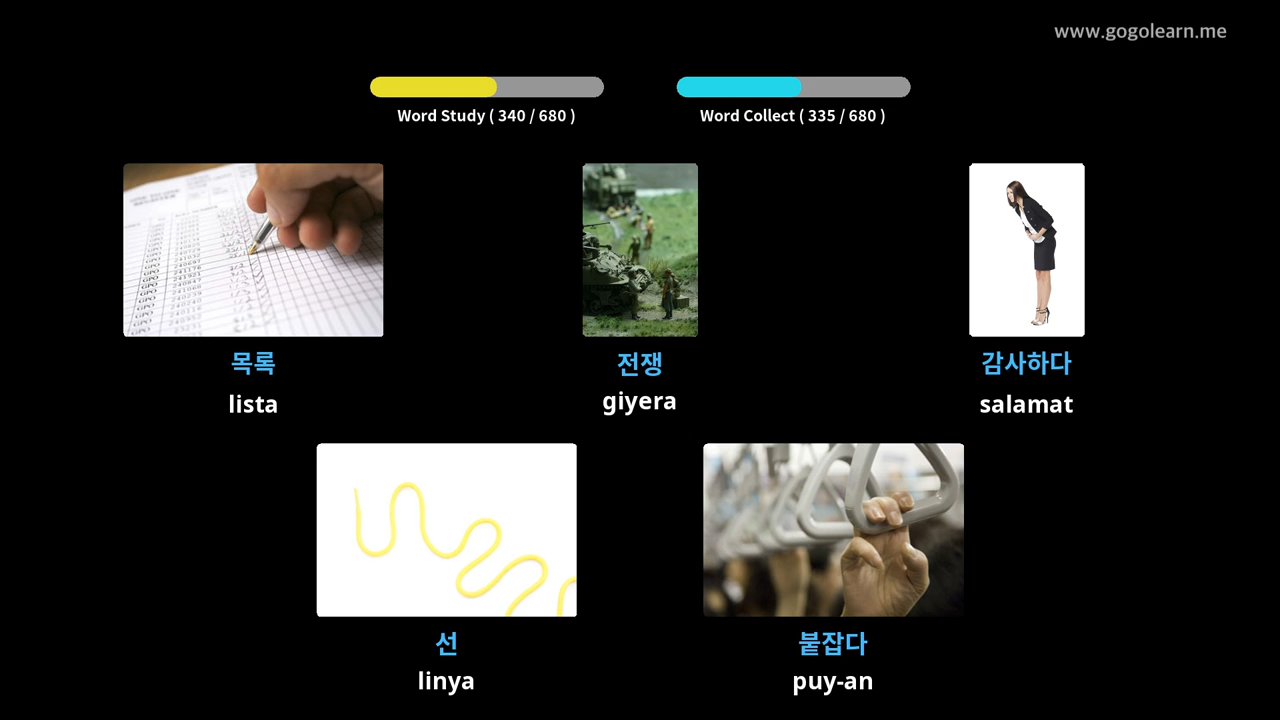 www.gogolearn.me
Word Study ( 340 / 680 )
Word Collect ( 335 / 680 )
목록
lista
전쟁
giyera
감사하다
salamat
선
linya
붙잡다
puy-an